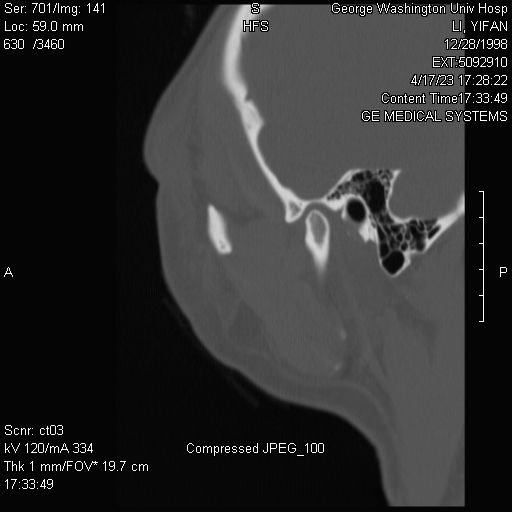 Ser: 701/Img: 141
Loc: 59.0 mm
630 /3460
S
HFS
George Washington Univ Hosp
LI, YIFAN
12/28/1998
EXT:5092910
4/17/23 17:28:22
Content Time17:33:49
GE MEDICAL SYSTEMS
A
P
Scnr: ct03
kV 120/mA 334
Thk 1 mm/FOV* 19.7 cm
17:33:49
Compressed JPEG_100